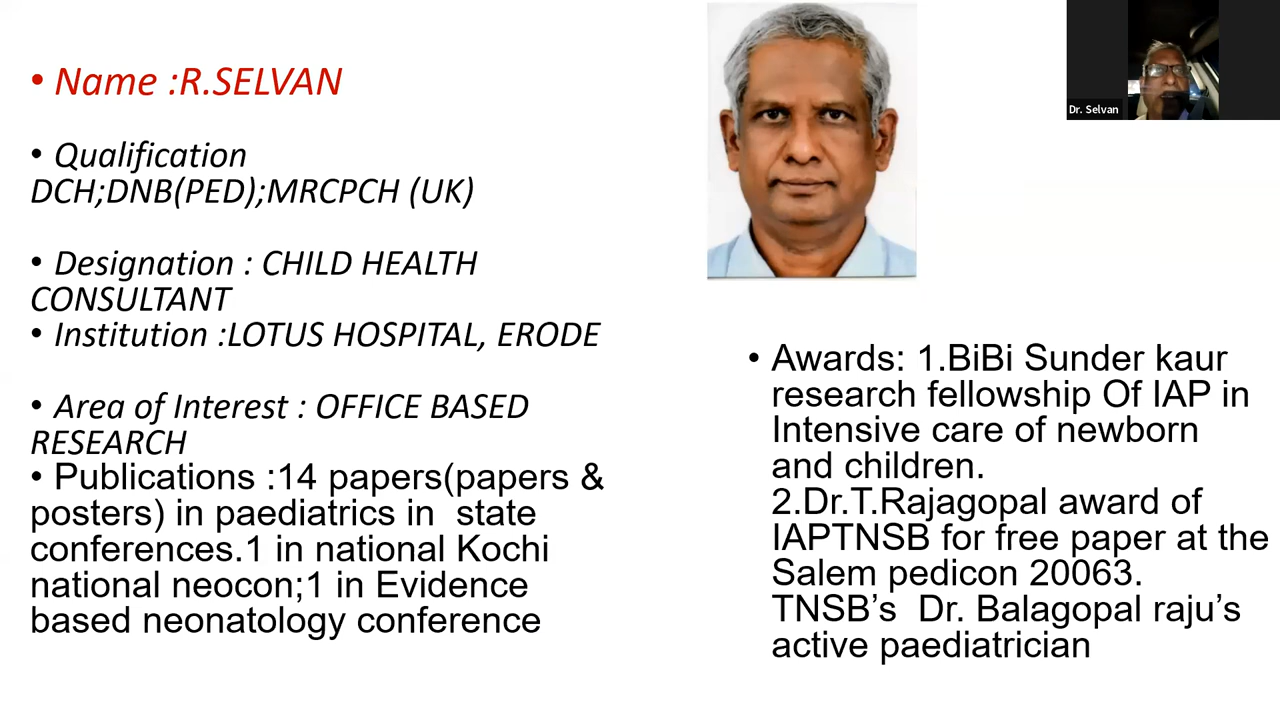 • Name :R.SELVAN
• Qualification
DCH;DNB(PED);MRCPCH (UK)
• Designation : CHILD HEALTH
CONSULTANT
• Institution :LOTUS HOSPITAL, ERODE
• Area of Interest : OFFICE BASED
RESEARCH
• Publications :14 papers(papers &
posters) in paediatrics in  state
conferences.1 in national Kochi
national neocon;1 in Evidence
based neonatology conference
Dr. Selvan
• Awards: 1.BiBi Sunder kaur
research fellowship Of IAP in
Intensive care of newborn
and children.
2.Dr.T.Rajagopal award of
IAPTNSB for free paper at the
Salem pedicon 20063.
TNSB’s  Dr. Balagopal raju’s
active paediatrician